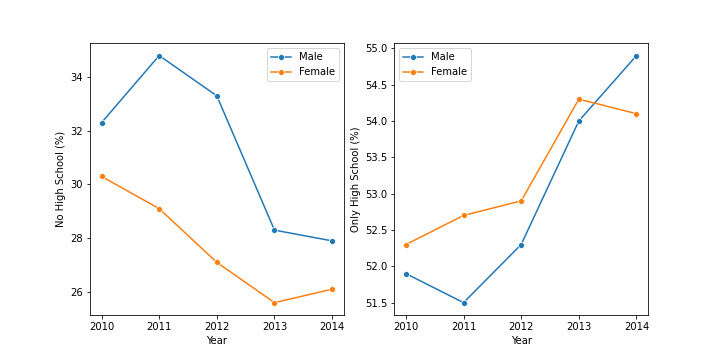 No High School (%)
34
32
30
28
26
Male
Female
2010
2011
2012
2013
2014
Year
Only High School (%)
55.0
54.5
54.0
53.5
53.0
52.5
52.0
51.5
Male
Female
2010
2011
2012
2013
2014
Year